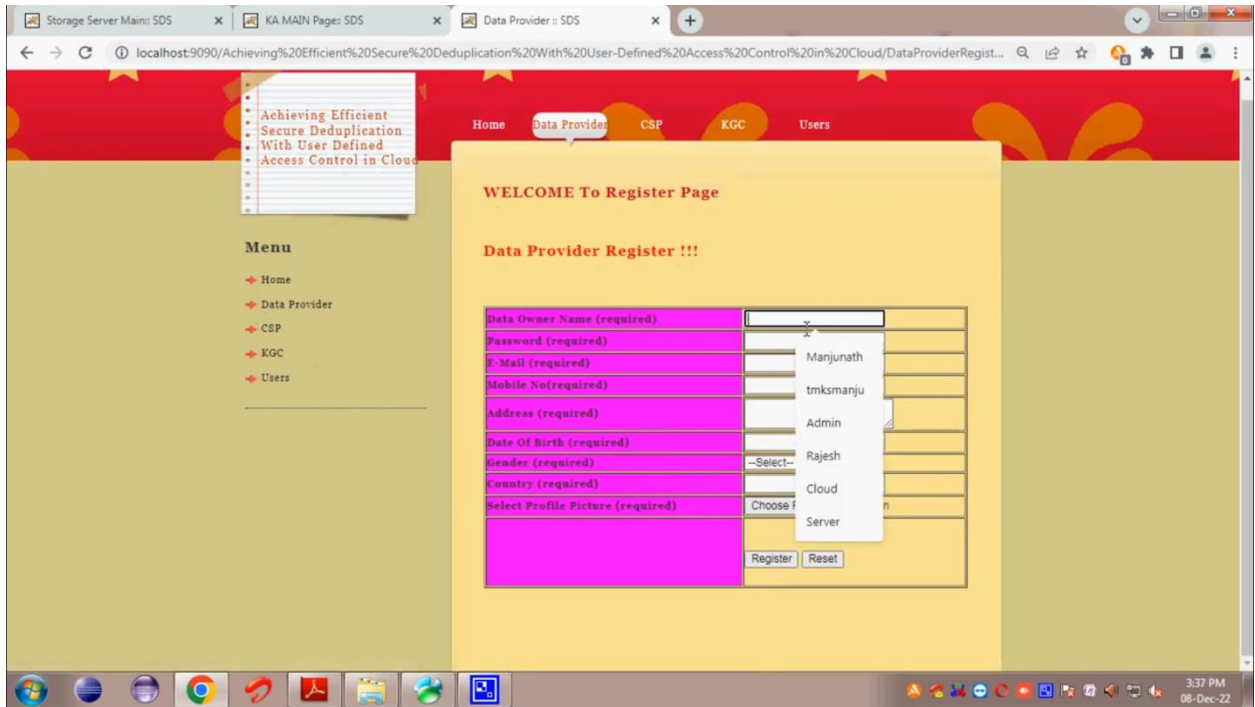 Storage Server Main:: SDS
KA MAIN Page:: SDS
Data Provider :: SDS
localhost:9090/Achieving%20Efficient%20Secure%20Deduplication%20With%20User-Defined%20Access%20Control%20in%20Cloud/DataProviderRegist...
Achieving Efficient
Secure Deduplication
With User Defined
Access Control in Cloud
Home Data Provider CSP KGC Users
WELCOME To Register Page
Menu
Data Provider Register !!!
Home
Data Provider
CSP
KGC
Users
Data Owner Name (required)
Password (required)
E-Mail (required)
Mobile No(required)
Address (required)
Date Of Birth (required)
Gender (required) --Select--
Country (required)
Select Profile Picture (required) Choose
Manjunath
tmksmanju
Admin
Rajesh
Cloud
Server
Register Reset
3:37 PM
08-Dec-22